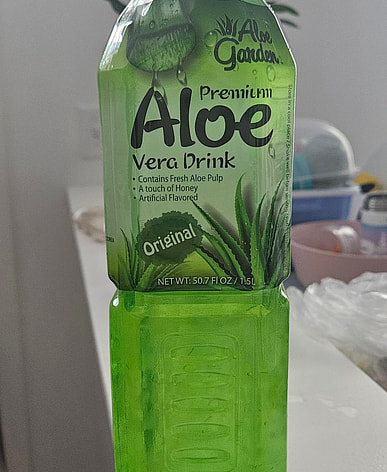 Aloe
Garden
Premium
Aloe
Vera Drink
• Contains Fresh Aloe Pulp
• A touch of Honey
• Artificial Flavored
Original
NET WT: 50.7 Fl OZ / 1.5L